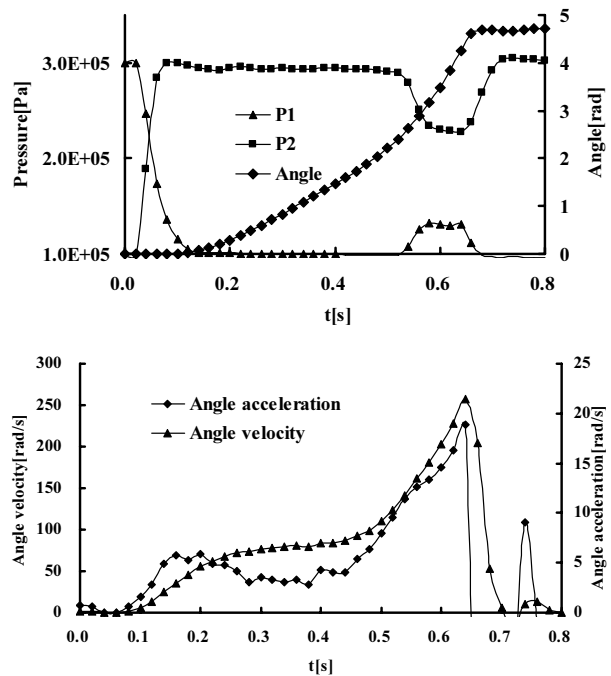 5
3.0E+05
4
P1
P2
3
Pressure[Pa]
Angle[rad]
2.0E+05
Angle
2
1
1.0E+05
0
0.0 0.2 0.4 0.6 0.8
t[s]
300
25
250
Angle acceleration
20
Angle velocity
200
15
150
Angle velocity[rad/s]
Angle acceleration[rad/s]
10
100
5
50
0
0
0.0 0.1 0.2 0.3 0.4 0.5 0.6 0.7 0.8
t[s]